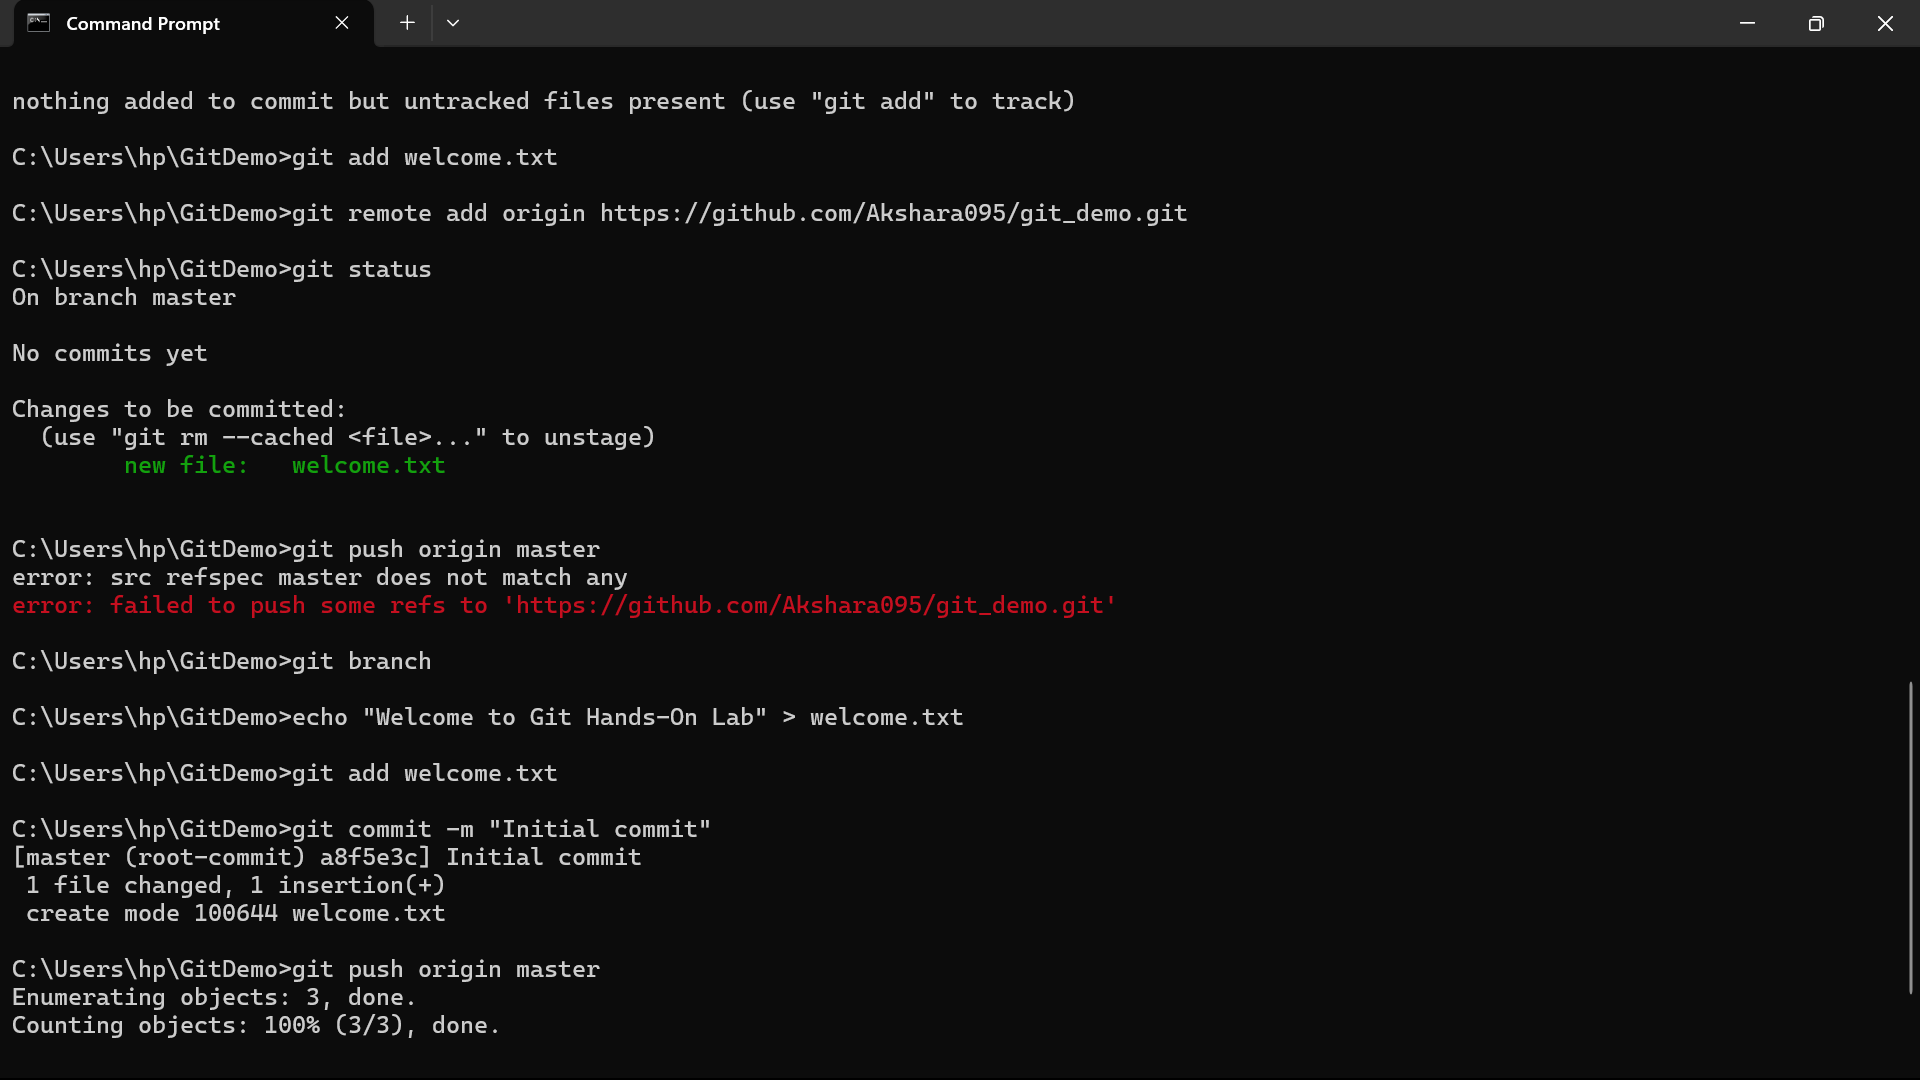 Command Prompt
nothing added to commit but untracked files present (use "git add" to track)
C:\Users\hp\GitDemo>git add welcome.txt
C:\Users\hp\GitDemo>git remote add origin https://github.com/Akshara095/git_demo.git
C:\Users\hp\GitDemo>git status
On branch master
No commits yet
Changes to be committed:
  (use "git rm --cached <file>..." to unstage)
        new file:   welcome.txt
C:\Users\hp\GitDemo>git push origin master
error: src refspec master does not match any
error: failed to push some refs to 'https://github.com/Akshara095/git_demo.git'
C:\Users\hp\GitDemo>git branch
C:\Users\hp\GitDemo>echo "Welcome to Git Hands-On Lab" > welcome.txt
C:\Users\hp\GitDemo>git add welcome.txt
C:\Users\hp\GitDemo>git commit -m "Initial commit"
[master (root-commit) a8f5e3c] Initial commit
 1 file changed, 1 insertion(+)
 create mode 100644 welcome.txt
C:\Users\hp\GitDemo>git push origin master
Enumerating objects: 3, done.
Counting objects: 100% (3/3), done.